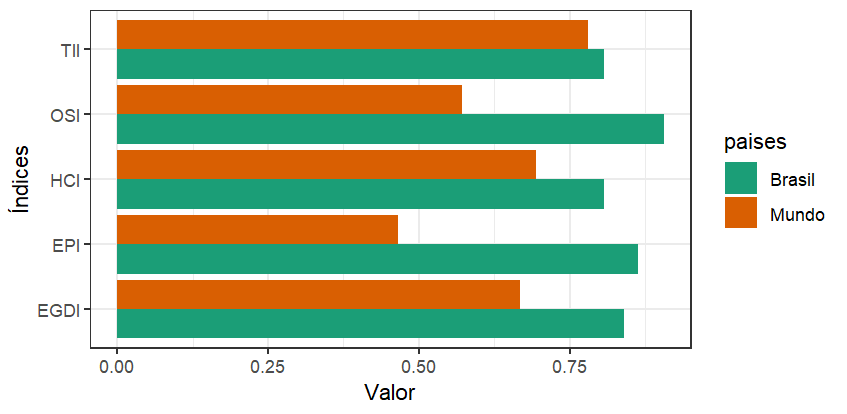 TII
OSI
HCI
EPI
EGDI
Índices
0.00 0.25 0.50 0.75
Valor
paises
Brasil
Mundo